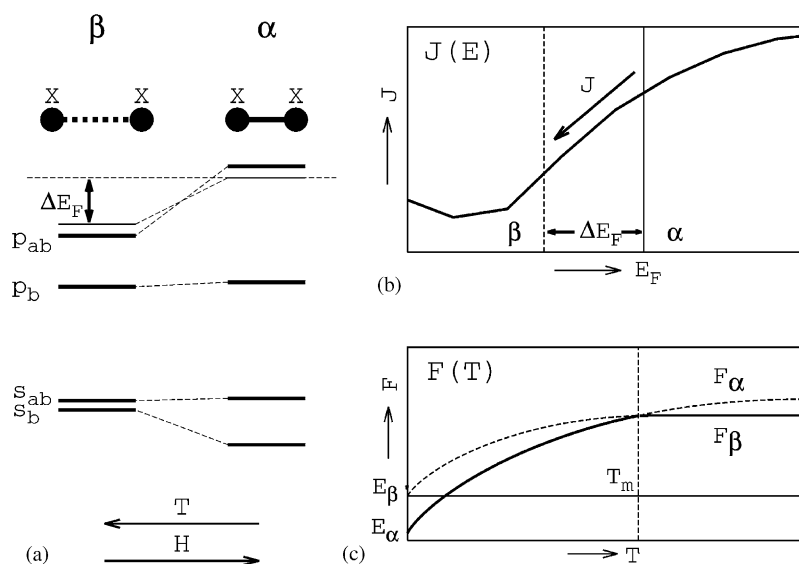 β α
X X X X
ΔE_F
p_ab
p_b
s_ab
s_b
T
H
(a)
J(E)
J
J
β ΔE_F α
E_F
(b)
F(T)
F
F_α
F_β
T_m
E_β
E_α
T
(c)